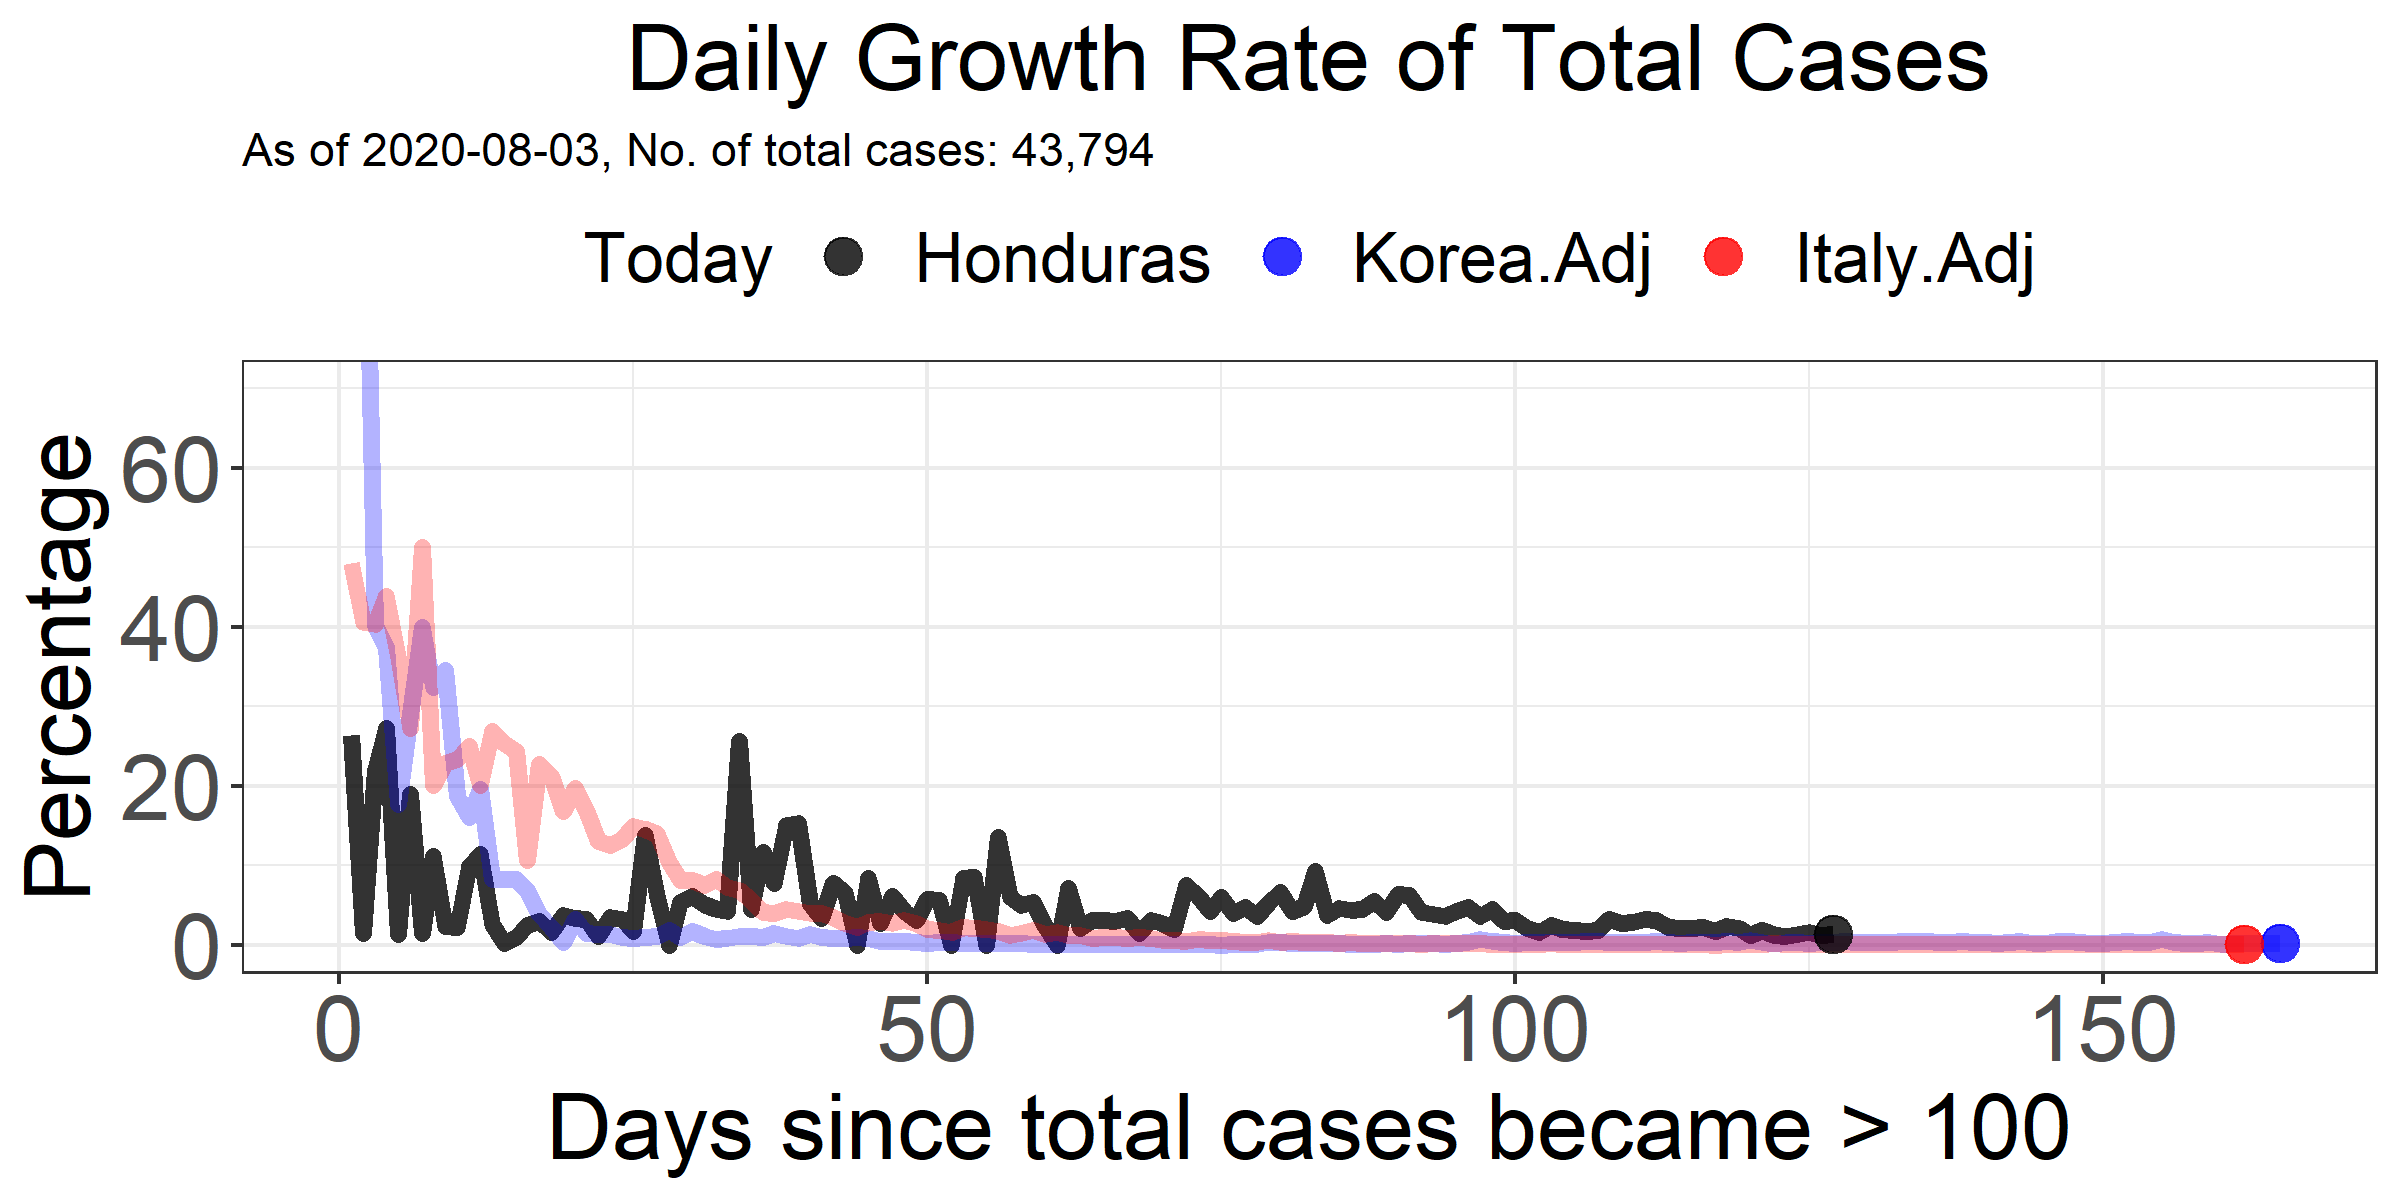 Daily Growth Rate of Total Cases
As of 2020-08-03, No. of total cases: 43,794
Today Honduras Korea.Adj Italy.Adj
Percentage
60
40
20
0
0 50 100 150
Days since total cases became > 100